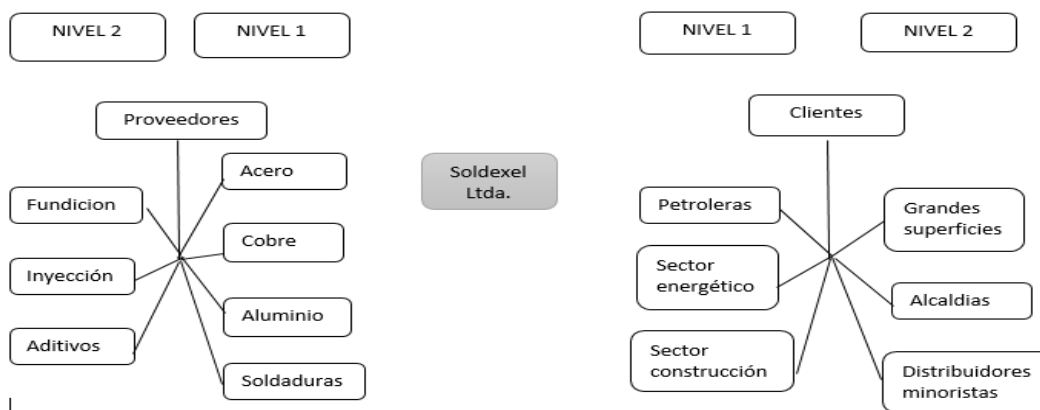 NIVEL 2
NIVEL 1
NIVEL 1
NIVEL 2
Proveedores
Clientes
Soldexel
Ltda.
Acero
Fundicion
Cobre
Inyección
Aluminio
Aditivos
Soldaduras
Petroleras
Grandes
superficies
Sector
energético
Alcaldias
Sector
construcción
Distribuidores
minoristas